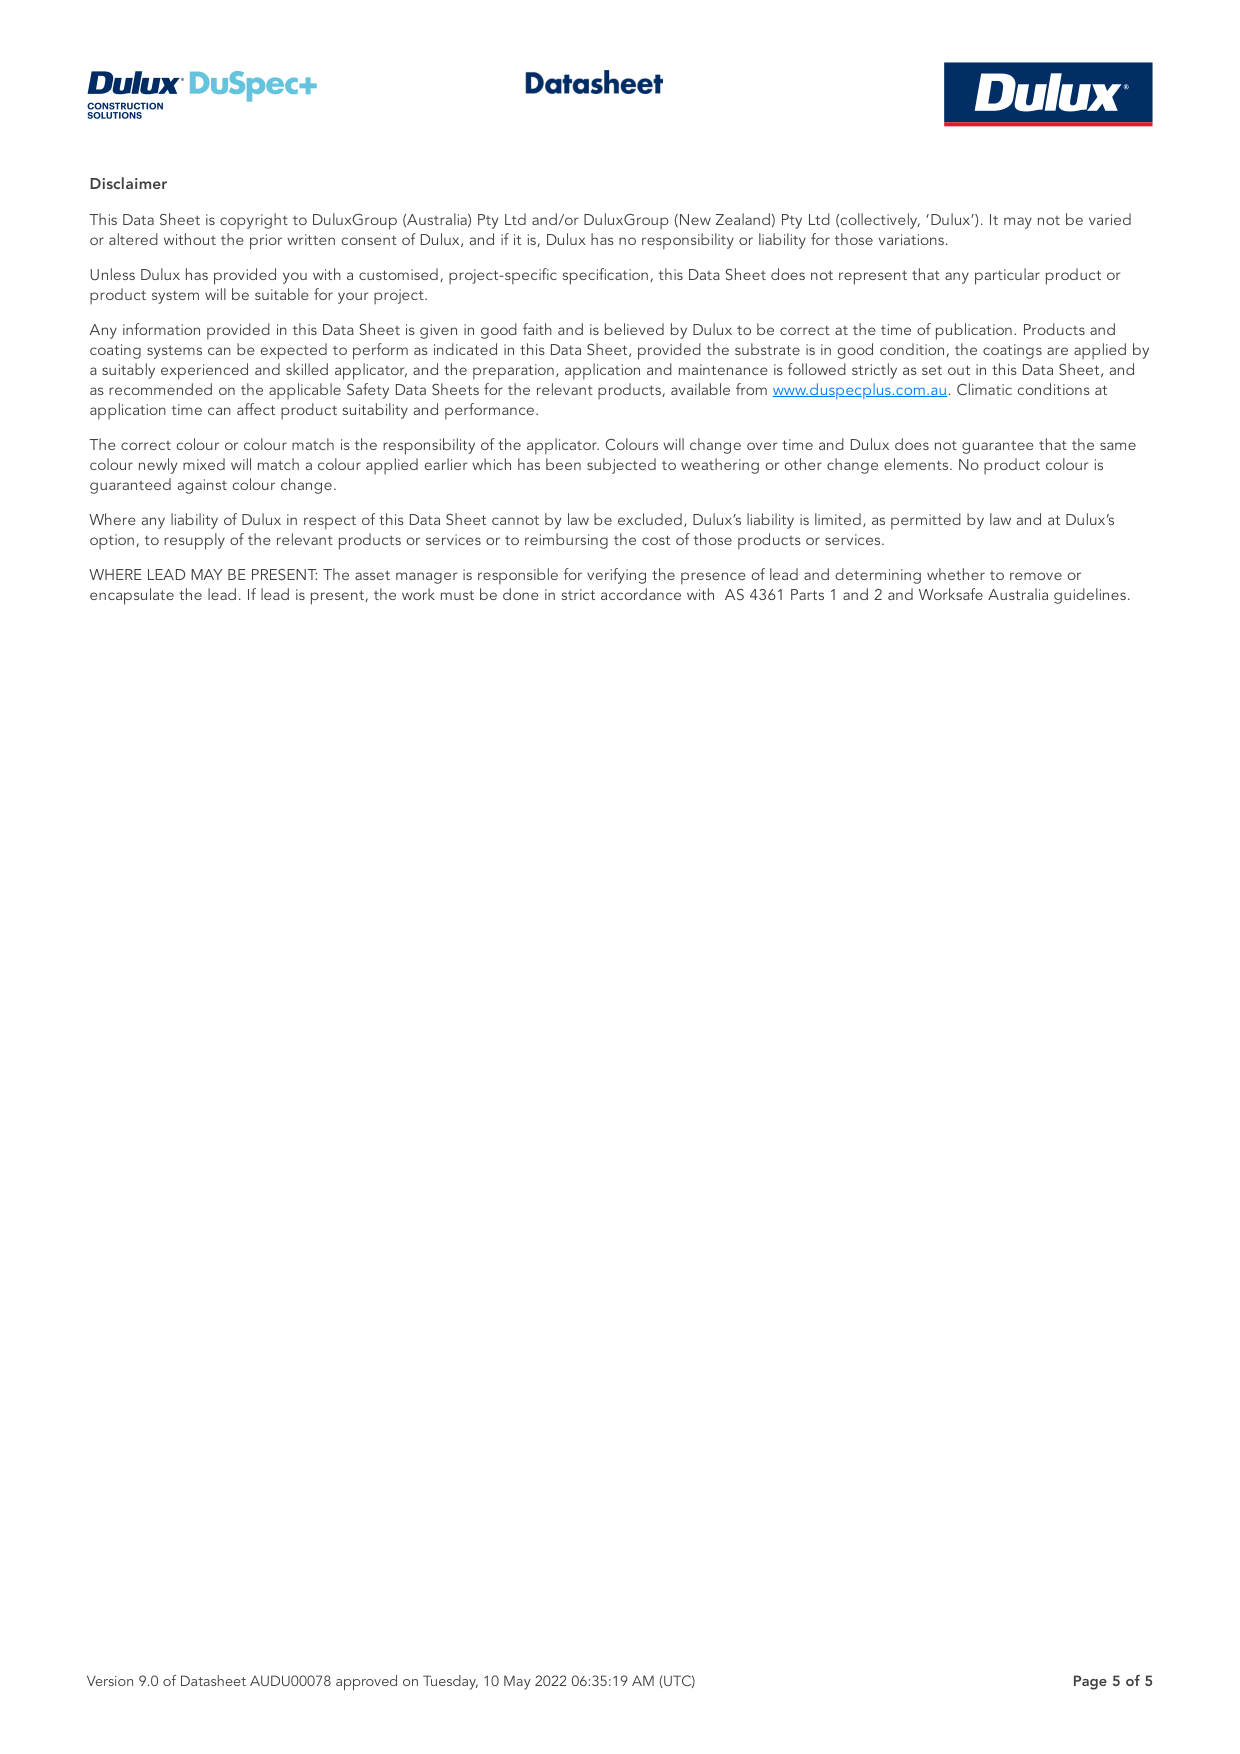 Dulux DuSpec+
CONSTRUCTION
SOLUTIONS
Datasheet
Dulux®
Disclaimer
This Data Sheet is copyright to DuluxGroup (Australia) Pty Ltd and/or DuluxGroup (New Zealand) Pty Ltd (collectively, ‘Dulux’). It may not be varied
or altered without the prior written consent of Dulux, and if it is, Dulux has no responsibility or liability for those variations.
Unless Dulux has provided you with a customised, project-specific specification, this Data Sheet does not represent that any particular product or
product system will be suitable for your project.
Any information provided in this Data Sheet is given in good faith and is believed by Dulux to be correct at the time of publication. Products and
coating systems can be expected to perform as indicated in this Data Sheet, provided the substrate is in good condition, the coatings are applied by
a suitably experienced and skilled applicator, and the preparation, application and maintenance is followed strictly as set out in this Data Sheet, and
as recommended on the applicable Safety Data Sheets for the relevant products, available from www.duspecplus.com.au. Climatic conditions at
application time can affect product suitability and performance.
The correct colour or colour match is the responsibility of the applicator. Colours will change over time and Dulux does not guarantee that the same
colour newly mixed will match a colour applied earlier which has been subjected to weathering or other change elements. No product colour is
guaranteed against colour change.
Where any liability of Dulux in respect of this Data Sheet cannot by law be excluded, Dulux’s liability is limited, as permitted by law and at Dulux’s
option, to resupply of the relevant products or services or to reimbursing the cost of those products or services.
WHERE LEAD MAY BE PRESENT: The asset manager is responsible for verifying the presence of lead and determining whether to remove or
encapsulate the lead. If lead is present, the work must be done in strict accordance with  AS 4361 Parts 1 and 2 and Worksafe Australia guidelines.
Version 9.0 of Datasheet AUDU00078 approved on Tuesday, 10 May 2022 06:35:19 AM (UTC)
Page 5 of 5